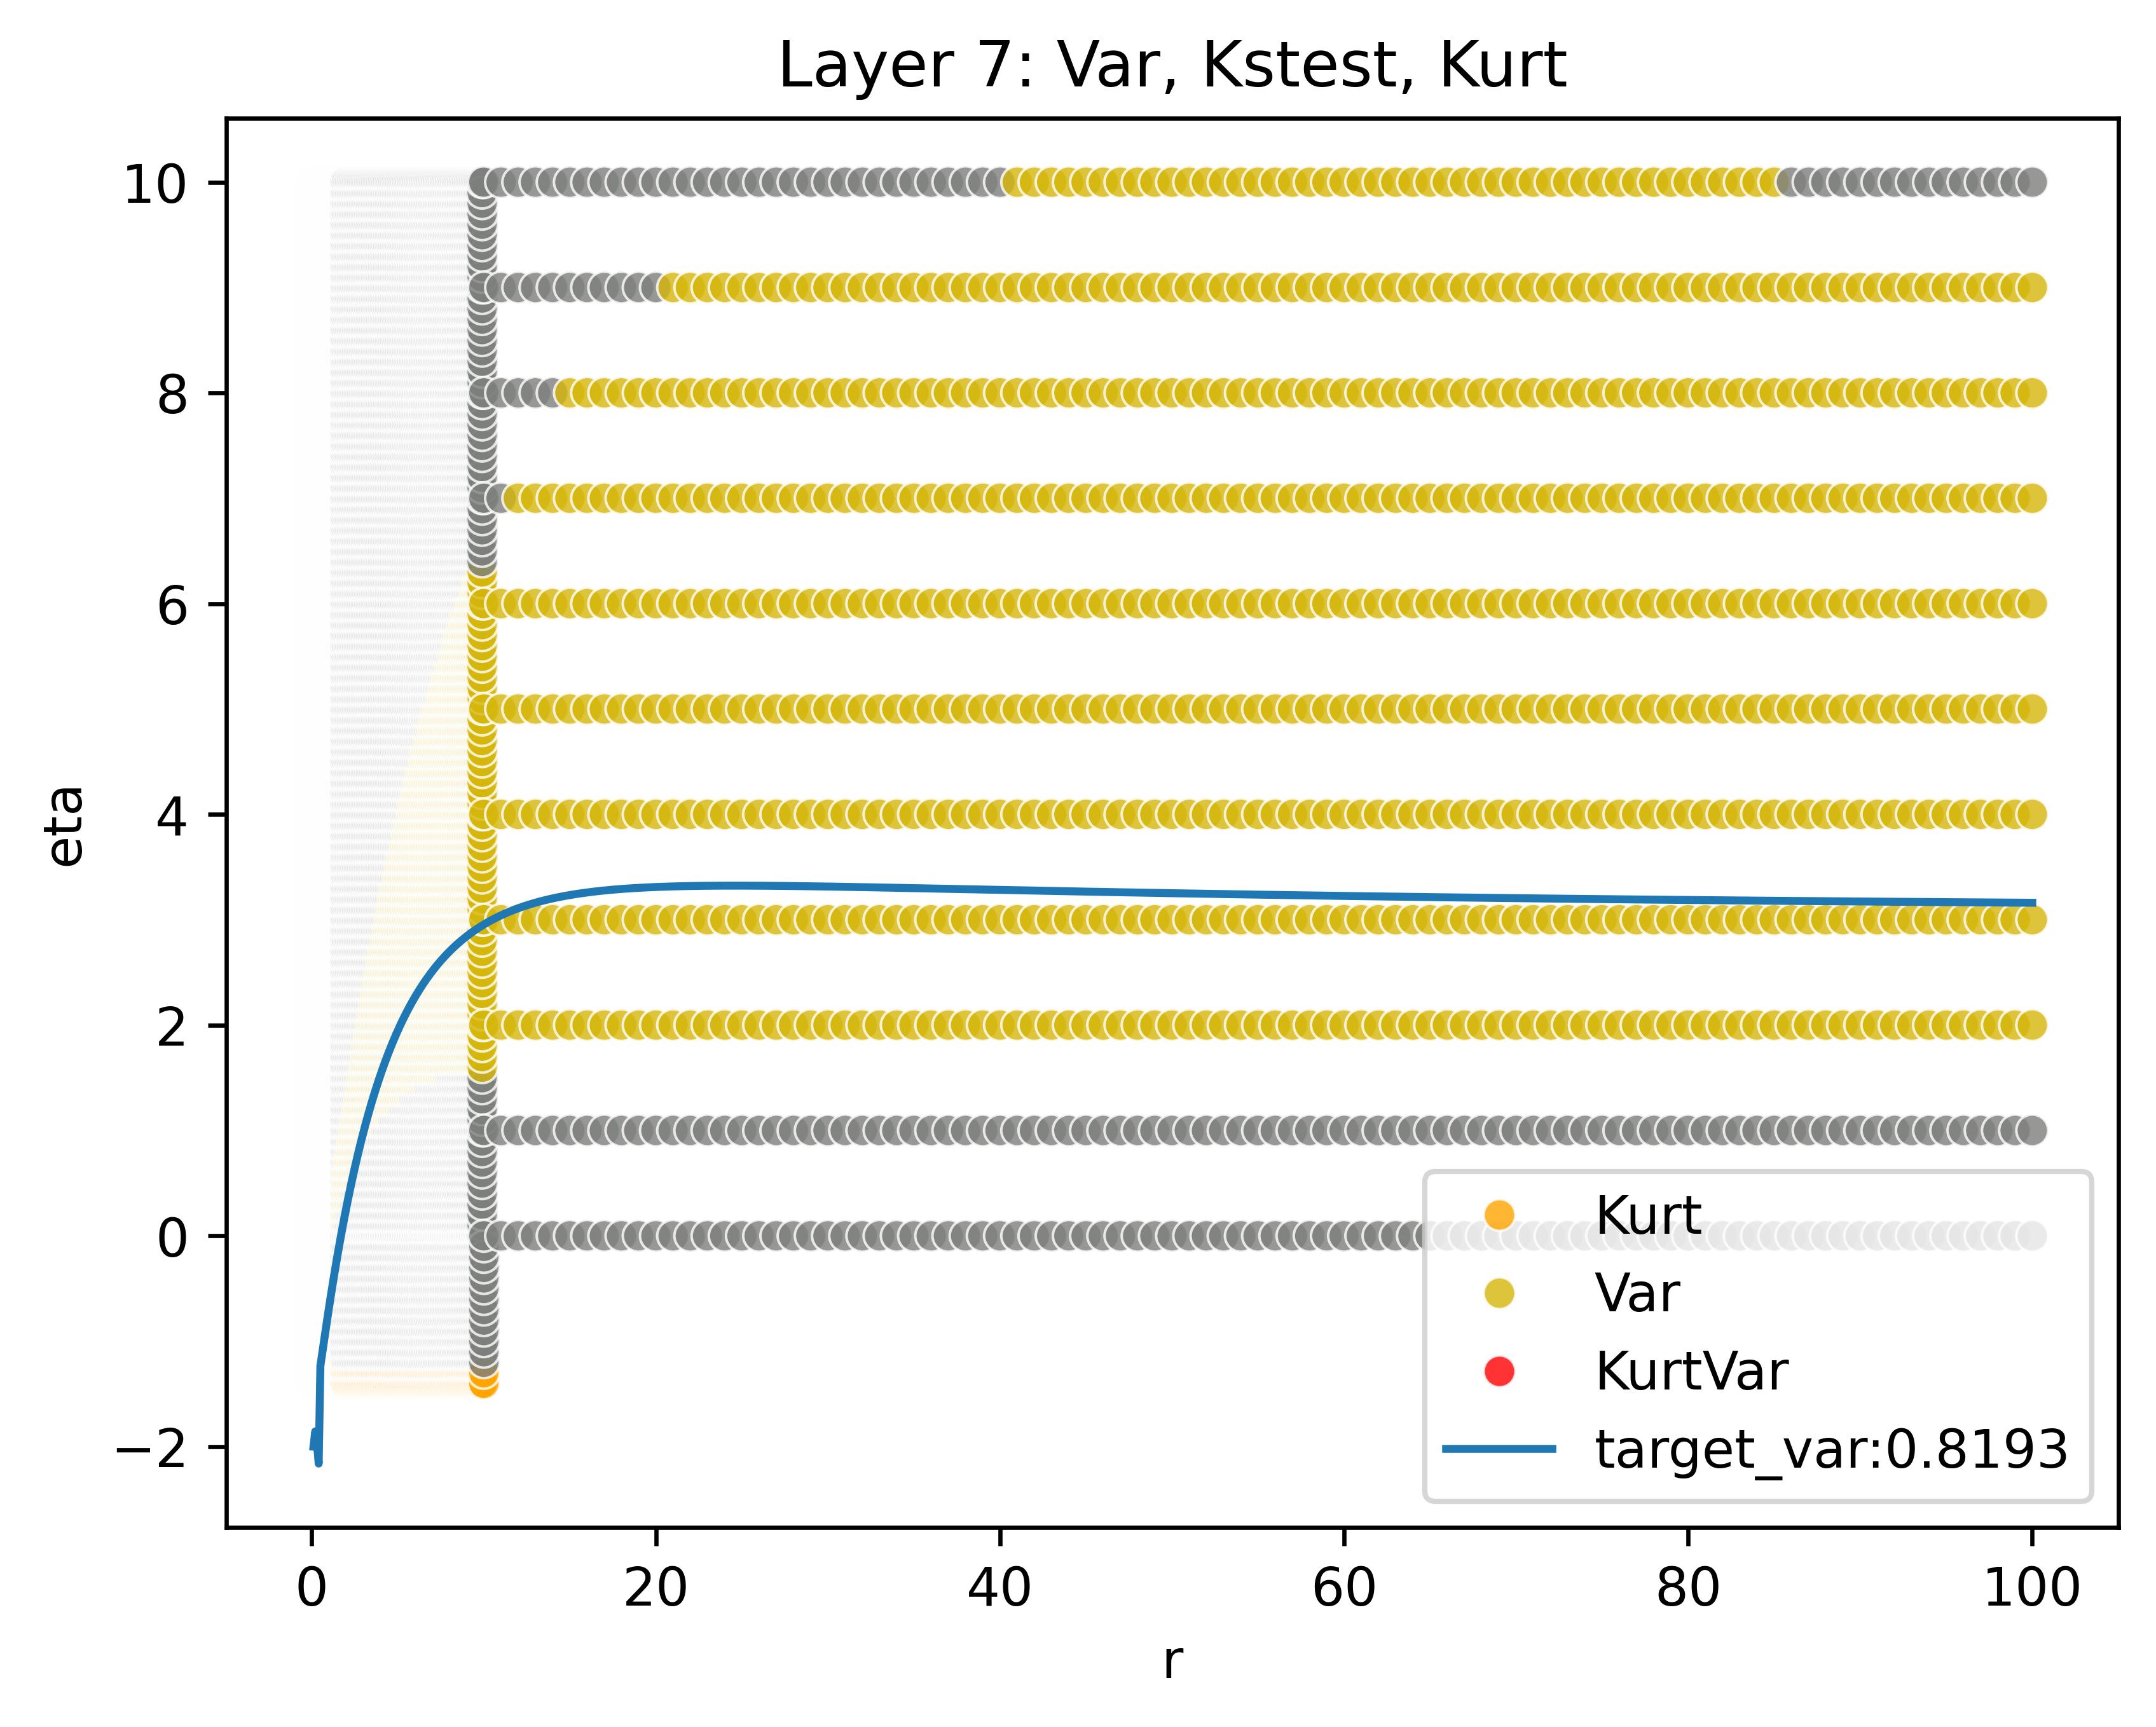 Layer 7: Var, Kstest, Kurt
10
8
6
4
2
0
−2
eta
0 20 40 60 80 100
r
Kurt
Var
KurtVar
target_var:0.8193